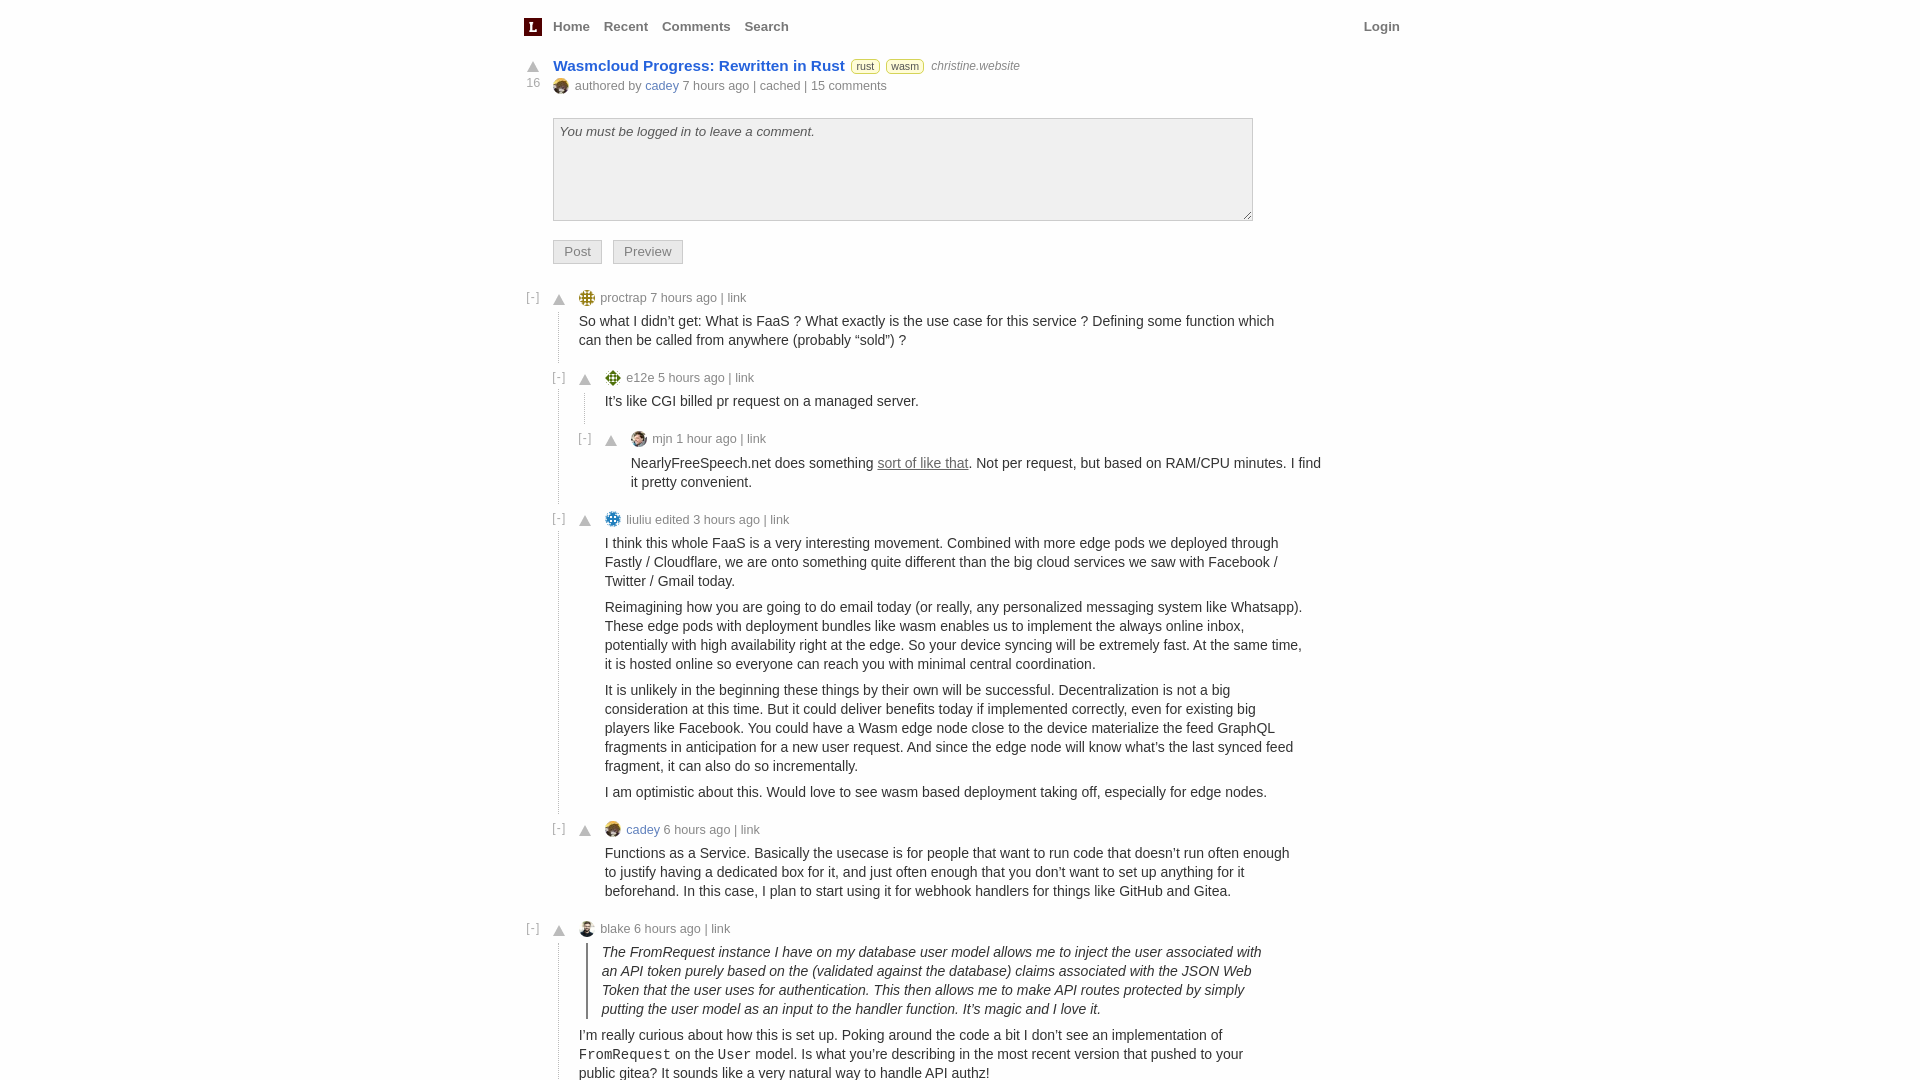 L Home Recent Comments Search Login
Wasmcloud Progress: Rewritten in Rust rust wasm christine.website
16 authored by cadey 7 hours ago | cached | 15 comments
You must be logged in to leave a comment.
Post Preview
[-] proctrap 7 hours ago | link
So what I didn’t get: What is FaaS ? What exactly is the use case for this service ? Defining some function which
can then be called from anywhere (probably “sold”) ?
[-] e12e 5 hours ago | link
It’s like CGI billed pr request on a managed server.
[-] mjn 1 hour ago | link
NearlyFreeSpeech.net does something sort of like that. Not per request, but based on RAM/CPU minutes. I find
it pretty convenient.
[-] liuliu edited 3 hours ago | link
I think this whole FaaS is a very interesting movement. Combined with more edge pods we deployed through
Fastly / Cloudflare, we are onto something quite different than the big cloud services we saw with Facebook /
Twitter / Gmail today.
Reimagining how you are going to do email today (or really, any personalized messaging system like Whatsapp).
These edge pods with deployment bundles like wasm enables us to implement the always online inbox,
potentially with high availability right at the edge. So your device syncing will be extremely fast. At the same time,
it is hosted online so everyone can reach you with minimal central coordination.
It is unlikely in the beginning these things by their own will be successful. Decentralization is not a big
consideration at this time. But it could deliver benefits today if implemented correctly, even for existing big
players like Facebook. You could have a Wasm edge node close to the device materialize the feed GraphQL
fragments in anticipation for a new user request. And since the edge node will know what’s the last synced feed
fragment, it can also do so incrementally.
I am optimistic about this. Would love to see wasm based deployment taking off, especially for edge nodes.
[-] cadey 6 hours ago | link
Functions as a Service. Basically the usecase is for people that want to run code that doesn’t run often enough
to justify having a dedicated box for it, and just often enough that you don’t want to set up anything for it
beforehand. In this case, I plan to start using it for webhook handlers for things like GitHub and Gitea.
[-] blake 6 hours ago | link
The FromRequest instance I have on my database user model allows me to inject the user associated with
an API token purely based on the (validated against the database) claims associated with the JSON Web
Token that the user uses for authentication. This then allows me to make API routes protected by simply
putting the user model as an input to the handler function. It’s magic and I love it.
I’m really curious about how this is set up. Poking around the code a bit I don’t see an implementation of
FromRequest on the User model. Is what you’re describing in the most recent version that pushed to your
public gitea? It sounds like a very natural way to handle API authz!